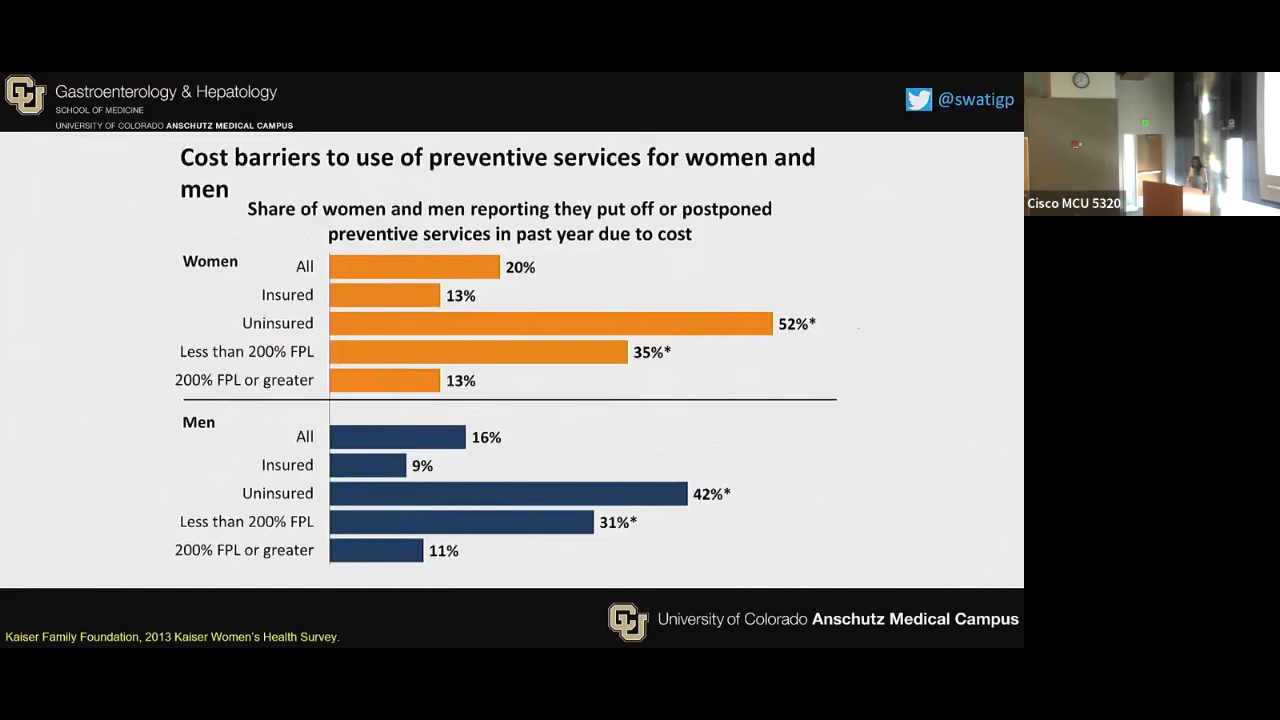 Gastroenterology & Hepatology
SCHOOL OF MEDICINE
UNIVERSITY OF COLORADO ANSCHUTZ MEDICAL CAMPUS
@swatigp
Cisco MCU 5320
Cost barriers to use of preventive services for women and
men
Share of women and men reporting they put off or postponed
preventive services in past year due to cost
Women
All 20%
Insured 13%
Uninsured 52%*
Less than 200% FPL 35%*
200% FPL or greater 13%
Men
All 16%
Insured 9%
Uninsured 42%*
Less than 200% FPL 31%*
200% FPL or greater 11%
University of Colorado Anschutz Medical Campus
Kaiser Family Foundation, 2013 Kaiser Women's Health Survey.